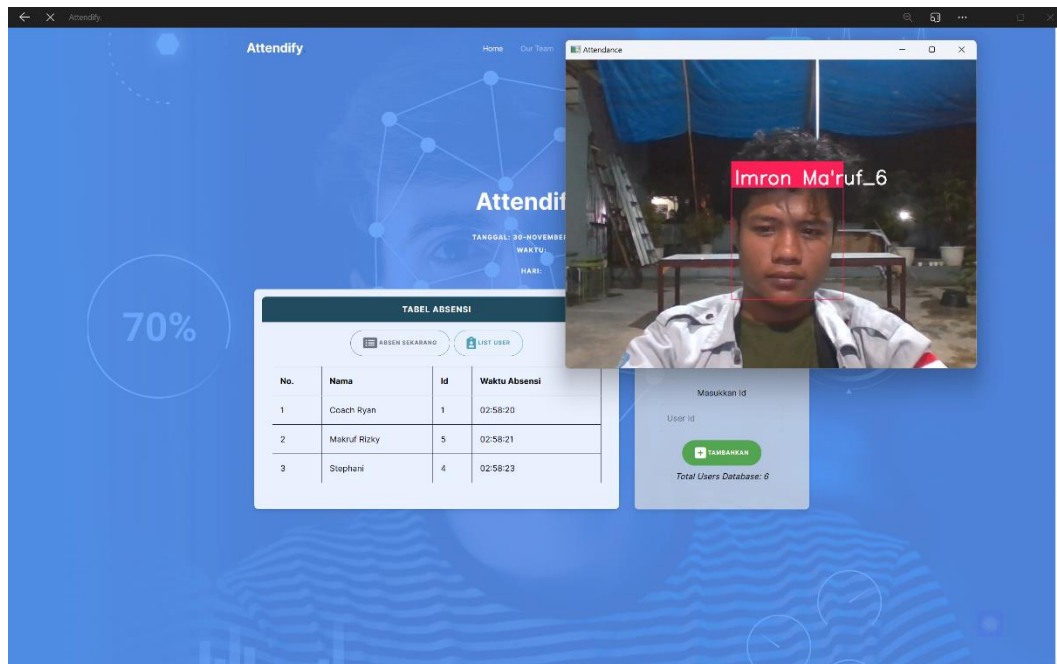 Attendify
Attendify
Home Our Team
Attendance
Imron Ma'ruf_6
Attendif
TANGGAL: 30-NOVEMBER
WAKTU:
HARI:
70%
TABEL ABSENSI
ABSEN SEKARANG
LIST USER
No. Nama Id Waktu Absensi
1 Coach Ryan 1 02:58:20
2 Makruf Rizky 5 02:58:21
3 Stephani 4 02:58:23
Masukkan Id
User Id
TAMBAHKAN
Total Users Database: 6